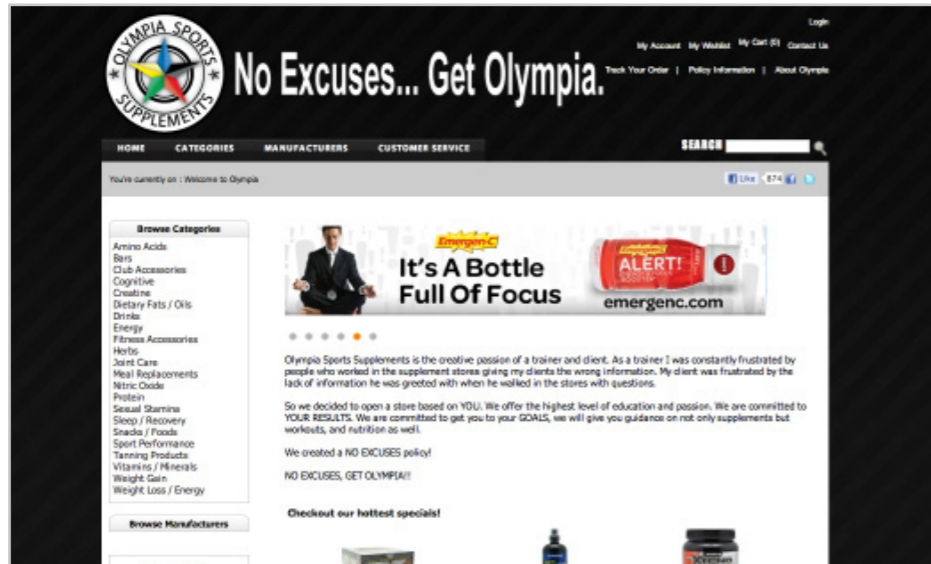 OLYMPIA SPORTS
SUPPLEMENTS
No Excuses... Get Olympia.
Login
My Account My Wishlist My Cart (0) Contact Us
Track Your Order | Policy Information | About Olympia
HOME CATEGORIES MANUFACTURERS CUSTOMER SERVICE
SEARCH
You're currently on : Welcome to Olympia
Like 874
Browse Categories
Amino Acids
Bars
Club Accessories
Cognitive
Creatine
Dietary Fats / Oils
Drinks
Energy
Fitness Accessories
Herbs
Joint Care
Meal Replacements
Nitric Oxide
Protein
Sexual Stamina
Sleep / Recovery
Snacks / Foods
Sport Performance
Tanning Products
Vitamins / Minerals
Weight Gain
Weight Loss / Energy
Browse Manufacturers
Emergen-C
It's A Bottle
Full Of Focus
Emergen-C
ALERT!
emergenc.com
Olympia Sports Supplements is the creative passion of a trainer and client. As a trainer I was constantly frustrated by
people who worked in the supplement stores giving my clients the wrong information. My client was frustrated by the
lack of information he was greeted with when he walked in the stores with questions.
So we decided to open a store based on YOU. We offer the highest level of education and passion. We are committed to
YOUR RESULTS. We are committed to get you to your GOALS, we will give you guidance on not only supplements but
workouts, and nutrition as well.
We created a NO EXCUSES policy!
NO EXCUSES, GET OLYMPIA!!!
Checkout our hottest specials!